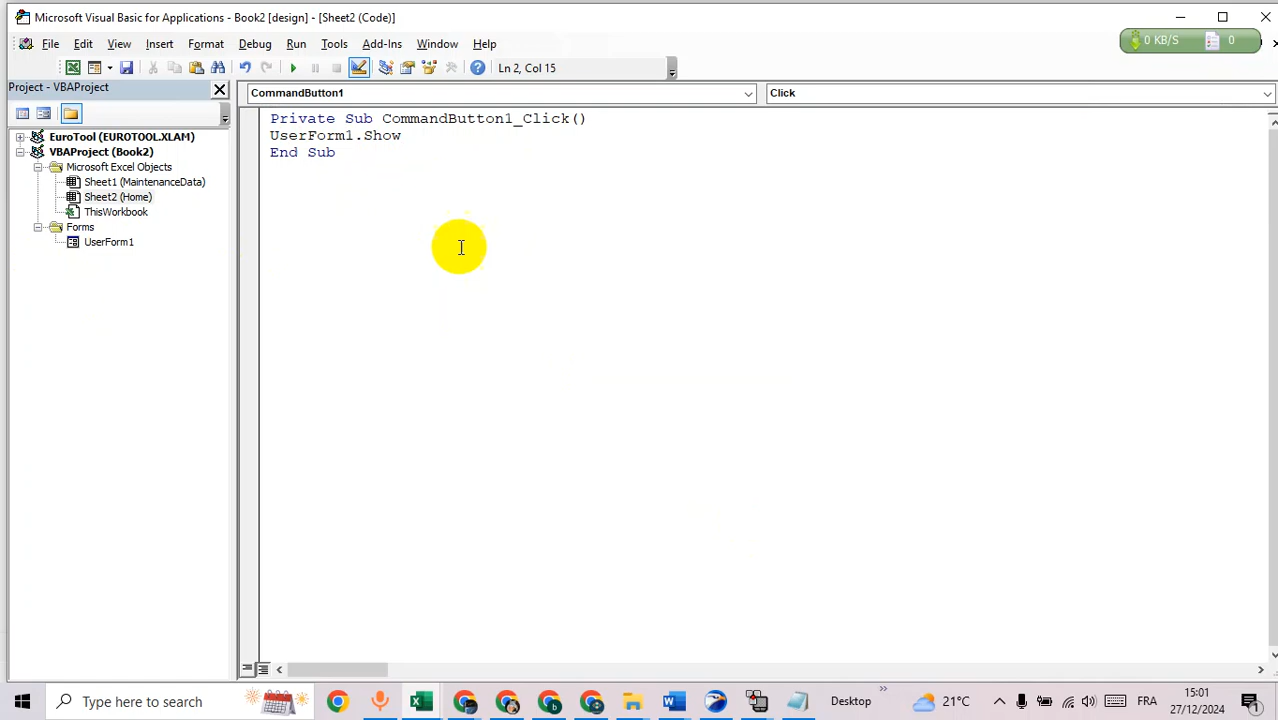 Microsoft Visual Basic for Applications - Book2 [design] - [Sheet2 (Code)]
File Edit View Insert Format Debug Run Tools Add-Ins Window Help
0 KB/S 0
Ln 2, Col 15
Project - VBAProject
CommandButton1
Click
EuroTool (EUROTOOL.XLAM)
VBAProject (Book2)
Microsoft Excel Objects
Sheet1 (MaintenanceData)
Sheet2 (Home)
ThisWorkbook
Forms
UserForm1
Private Sub CommandButton1_Click()
UserForm1.Show
End Sub
Type here to search
Desktop
21°C
FRA
15:01
27/12/2024
1